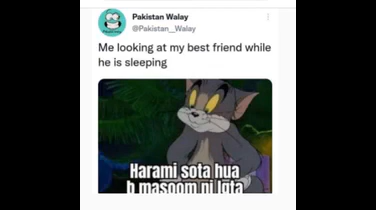 Pakistan Walay
@Pakistan__Walay
Me looking at my best friend while
he is sleeping
Harami sota hua
b masoom ni lgta